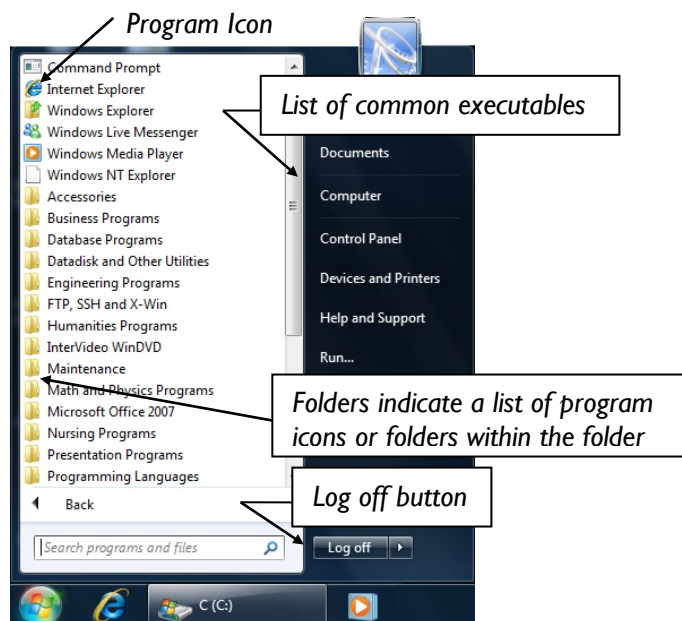 Program Icon
Command Prompt
Internet Explorer
Windows Explorer
Windows Live Messenger
Windows Media Player
Windows NT Explorer
Accessories
Business Programs
Database Programs
Datadisk and Other Utilities
Engineering Programs
FTP, SSH and X-Win
Humanities Programs
InterVideo WinDVD
Maintenance
Math and Physics Programs
Microsoft Office 2007
Nursing Programs
Presentation Programs
Programming Languages
Back
Search programs and files
List of common executables
Documents
Computer
Control Panel
Devices and Printers
Help and Support
Run...
Folders indicate a list of program
icons or folders within the folder
Log off button
Log off
C (C:)